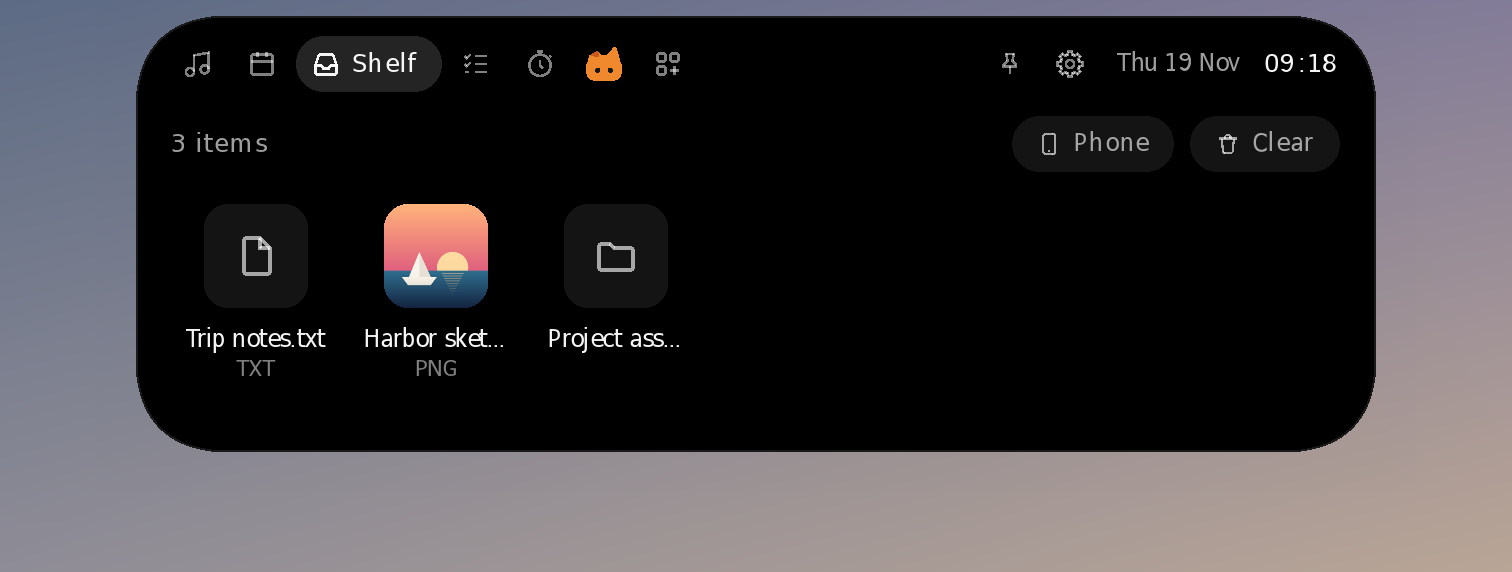 Shelf
Thu 19 Nov 09:18
3 items
Phone
Clear
Trip notes.txt
TXT
Harbor sket...
PNG
Project ass...